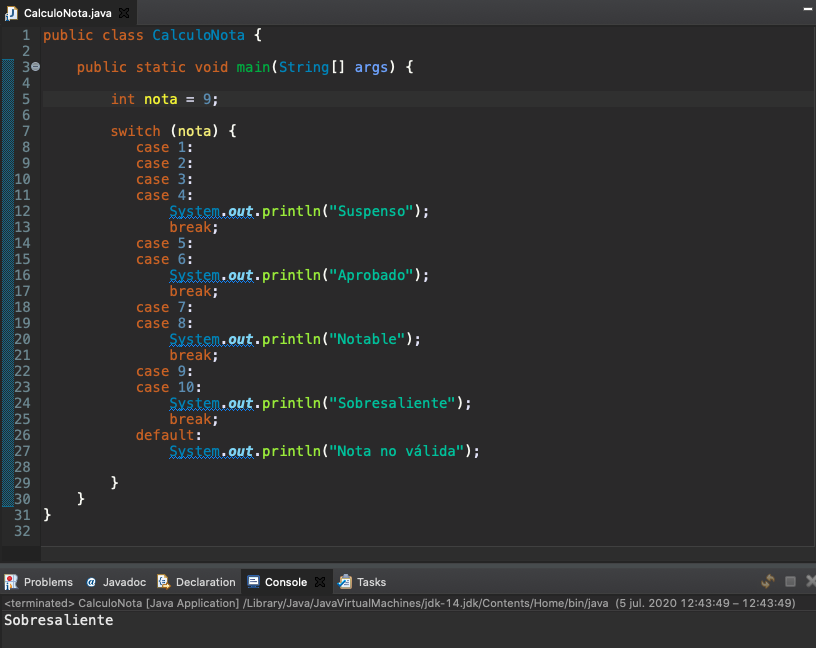 CalculoNota.java
1 public class CalculoNota {
2
3 public static void main(String[] args) {
4
5 int nota = 9;
6
7 switch (nota) {
8 case 1:
9 case 2:
10 case 3:
11 case 4:
12 System.out.println("Suspenso");
13 break;
14 case 5:
15 case 6:
16 System.out.println("Aprobado");
17 break;
18 case 7:
19 case 8:
20 System.out.println("Notable");
21 break;
22 case 9:
23 case 10:
24 System.out.println("Sobresaliente");
25 break;
26 default:
27 System.out.println("Nota no válida");
28
29 }
30 }
31 }
32
Problems @ Javadoc Declaration Console Tasks
<terminated> CalculoNota [Java Application] /Library/Java/JavaVirtualMachines/jdk-14.jdk/Contents/Home/bin/java (5 jul. 2020 12:43:49 – 12:43:49)
Sobresaliente